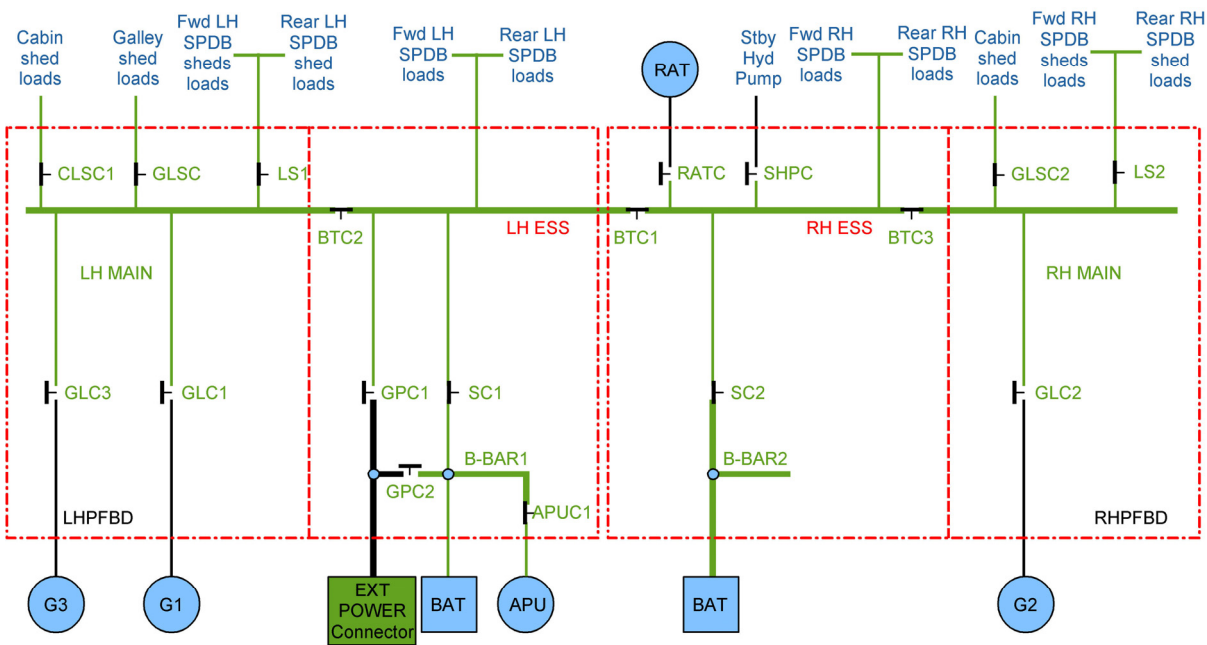 Cabin
shed
loads
Galley
shed
loads
Fwd LH
SPDB
sheds
loads
Rear LH
SPDB
shed
loads
Fwd LH
SPDB
loads
Rear LH
SPDB
loads
RAT
Stby
Hyd
Pump
Fwd RH
SPDB
loads
Rear RH
SPDB
loads
Cabin
shed
loads
Fwd RH
SPDB
sheds
loads
Rear RH
SPDB
shed
loads
CLSC1
GLSC
LS1
RATC
SHPC
GLSC2
LS2
BTC2
LH ESS
BTC1
RH ESS
BTC3
LH MAIN
RH MAIN
GLC3
GLC1
GPC1
SC1
SC2
GLC2
B-BAR1
B-BAR2
GPC2
APUC1
LHPFBD
RHPFBD
G3
G1
EXT
POWER
Connector
BAT
APU
BAT
G2